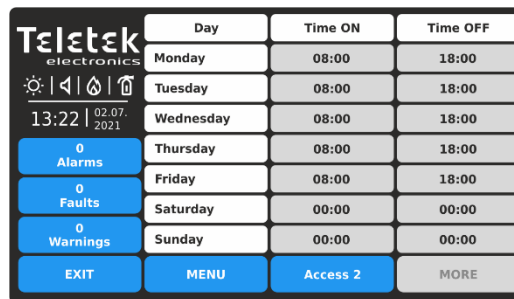 Teletek
electronics
13:22 02.07.
2021
0
Alarms
0
Faults
0
Warnings
Day Time ON Time OFF
Monday 08:00 18:00
Tuesday 08:00 18:00
Wednesday 08:00 18:00
Thursday 08:00 18:00
Friday 08:00 18:00
Saturday 00:00 00:00
Sunday 00:00 00:00
EXIT MENU Access 2 MORE